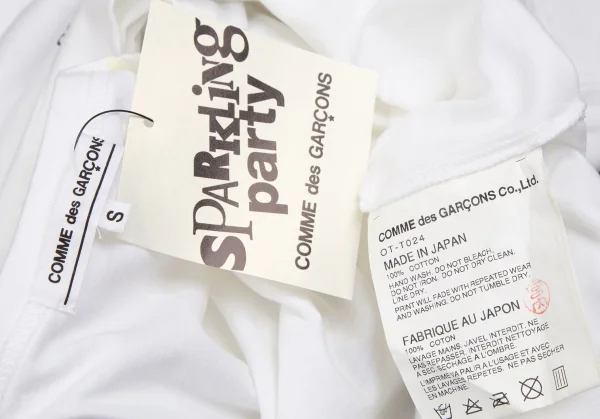 COMME des GARÇONS
S
SPARKLING
party
COMME des GARÇONS
COMME des GARÇONS Co.,Ltd.
OT-T024
MADE IN JAPAN
100% COTTON
HAND WASH. DO NOT BLEACH.
DO NOT IRON. DO NOT DRY CLEAN.
LINE DRY.
PRINT WILL FADE WITH REPEATED WEAR
AND WASHING. DO NOT TUMBLE DRY.
FABRIQUE AU JAPON
100% COTON
LAVAGE MAINS. JAVEL INTERDIT. NE
PAS REPASSER. INTERDIT NETTOYAGE
A SEC. SECHAGE A L'OMBRE.
L'IMPRIME VA PALIR A L'USAGE ET AVEC
LES LAVAGES REPETES. NE PAS SECHER
EN MACHINE.